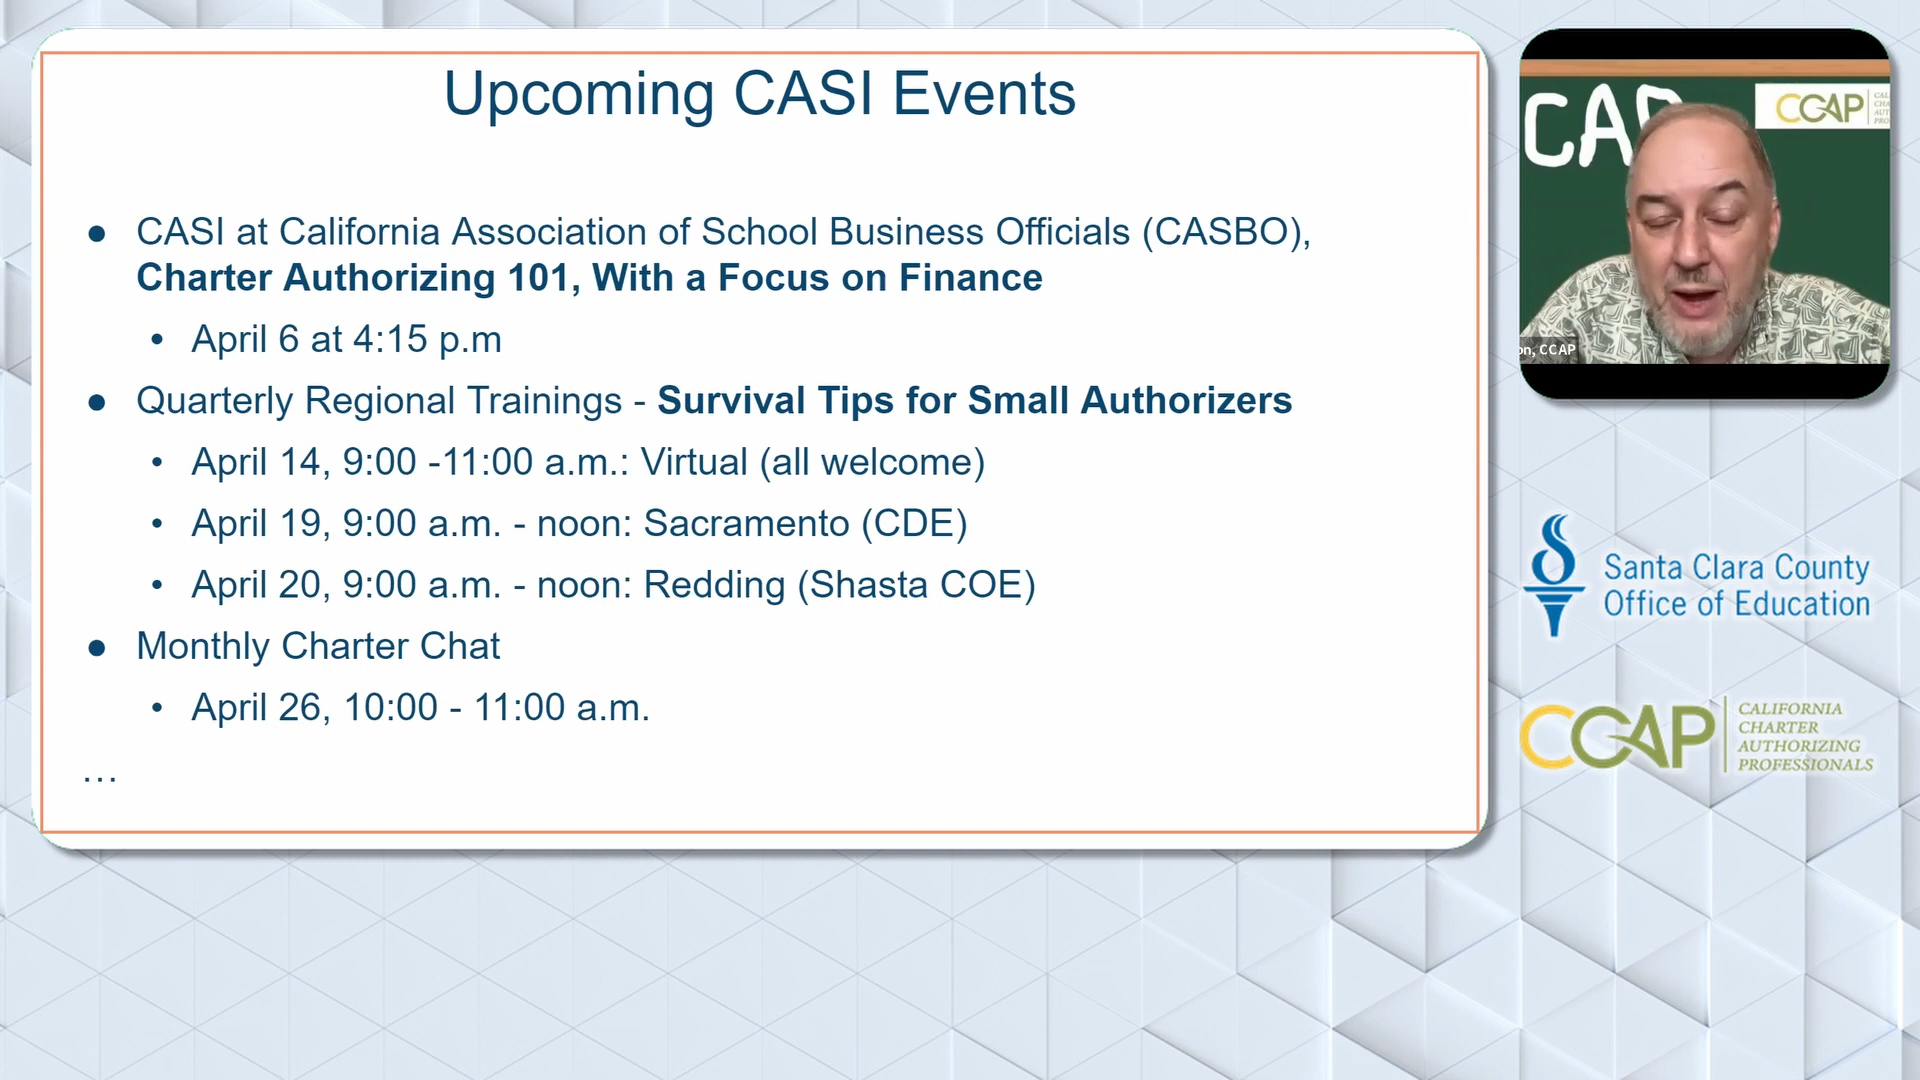 Upcoming CASI Events
● CASI at California Association of School Business Officials (CASBO),
Charter Authorizing 101, With a Focus on Finance
• April 6 at 4:15 p.m
● Quarterly Regional Trainings - Survival Tips for Small Authorizers
• April 14, 9:00 -11:00 a.m.: Virtual (all welcome)
• April 19, 9:00 a.m. - noon: Sacramento (CDE)
• April 20, 9:00 a.m. - noon: Redding (Shasta COE)
● Monthly Charter Chat
• April 26, 10:00 - 11:00 a.m.
…
CCAP
on, CCAP
Santa Clara County
Office of Education
CCAP
CALIFORNIA
CHARTER
AUTHORIZING
PROFESSIONALS